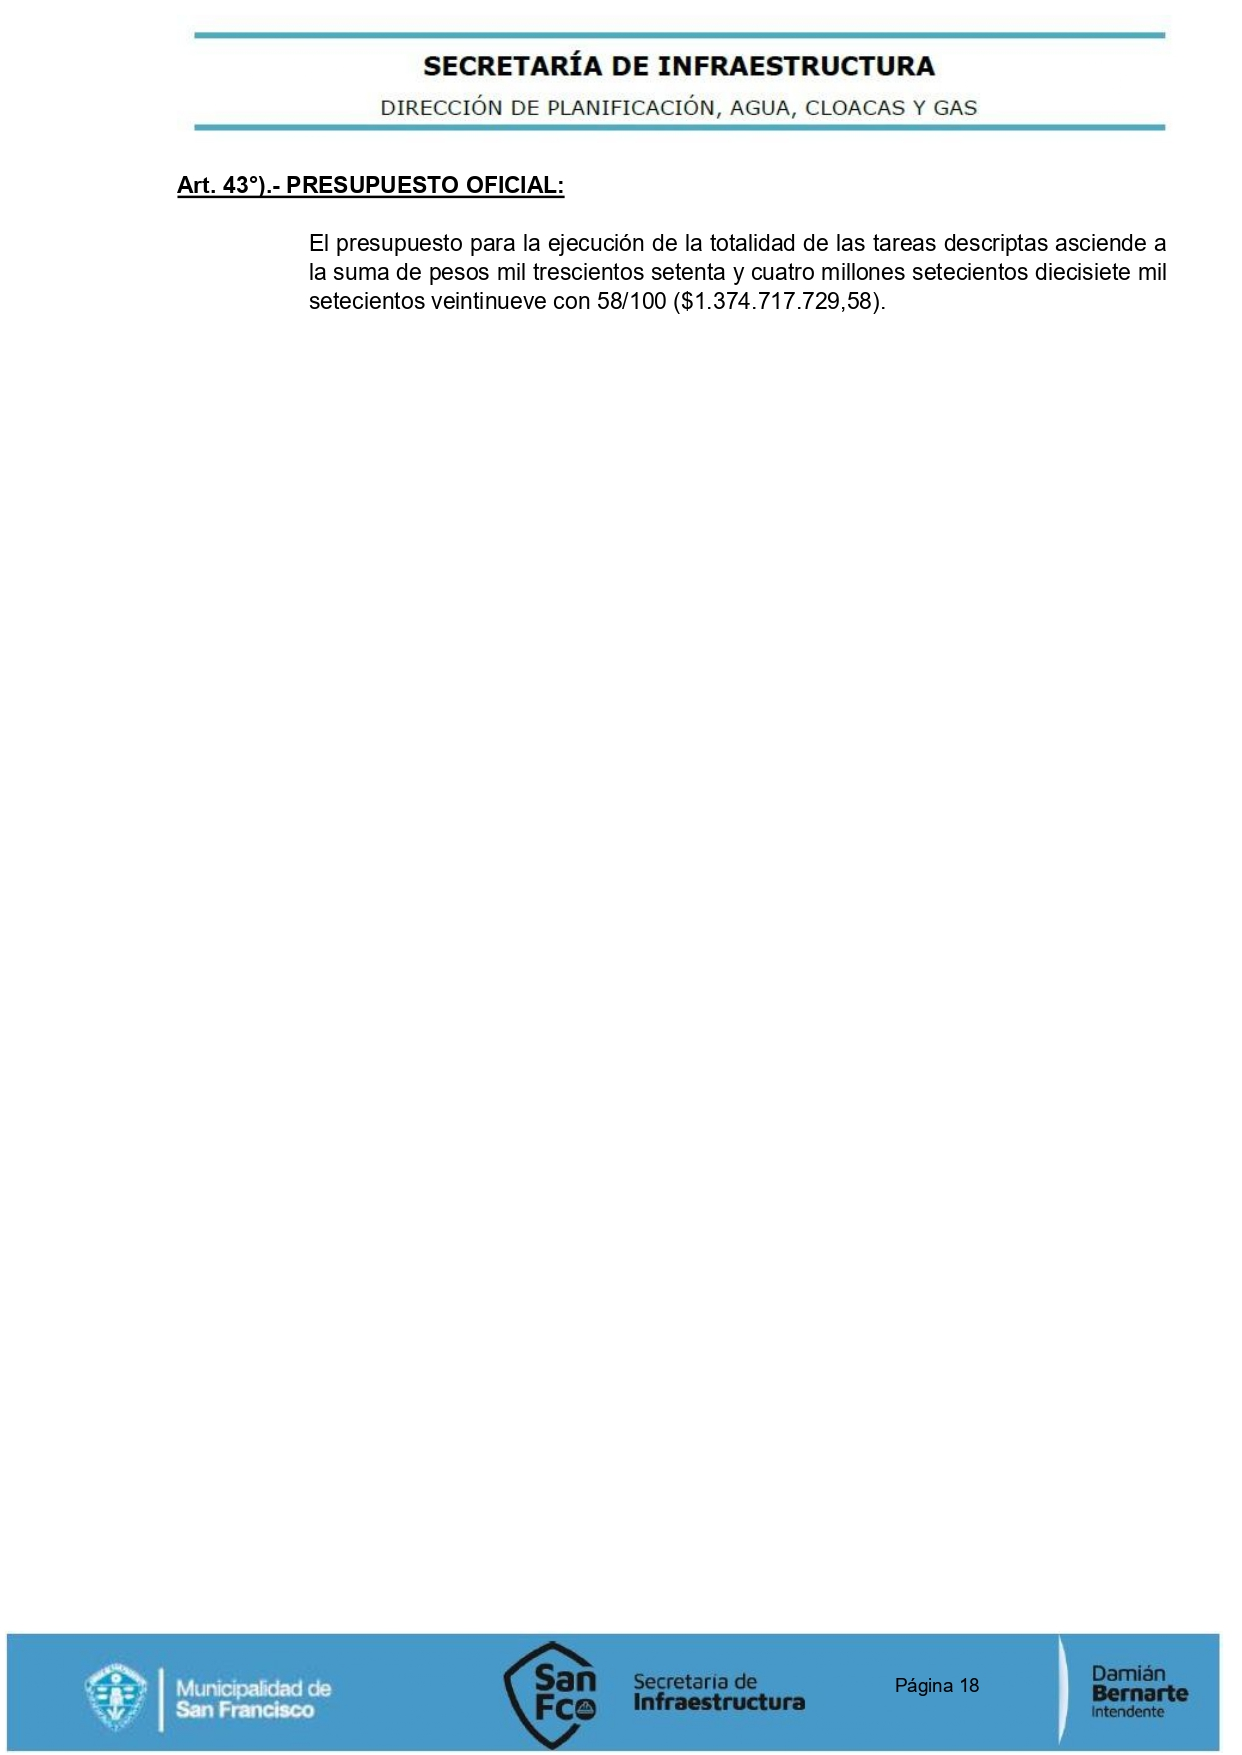 SECRETARÍA DE INFRAESTRUCTURA
DIRECCIÓN DE PLANIFICACIÓN, AGUA, CLOACAS Y GAS
Art. 43°).- PRESUPUESTO OFICIAL:
El presupuesto para la ejecución de la totalidad de las tareas descriptas asciende a
la suma de pesos mil trescientos setenta y cuatro millones setecientos diecisiete mil
setecientos veintinueve con 58/100 ($1.374.717.729,58).
Municipalidad de
San Francisco
San
Fco
Secretaría de
Infraestructura
Página 18
Damián
Bernarte
Intendente